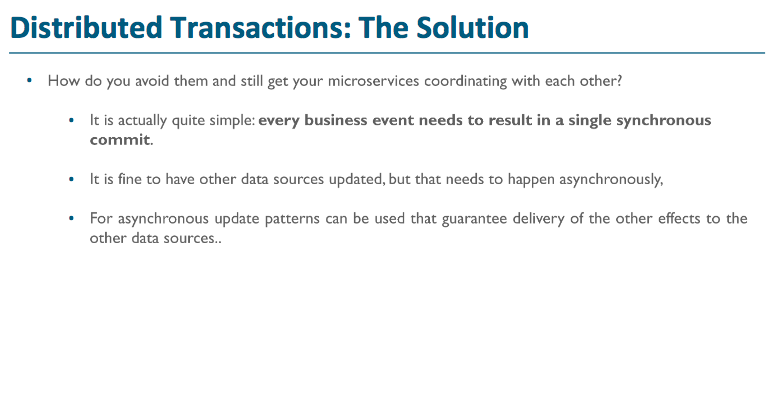 Distributed Transactions: The Solution
• How do you avoid them and still get your microservices coordinating with each other?
• It is actually quite simple: every business event needs to result in a single synchronous
commit.
• It is fine to have other data sources updated, but that needs to happen asynchronously,
• For asynchronous update patterns can be used that guarantee delivery of the other effects to the
other data sources..